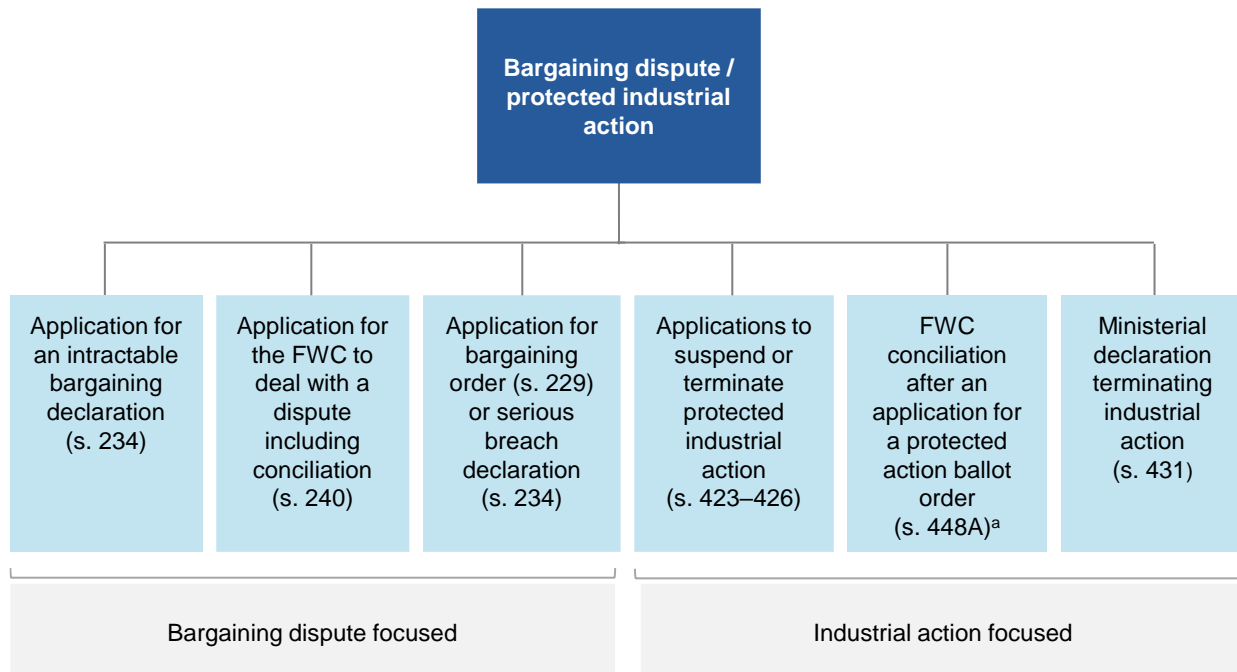 Bargaining dispute /
protected industrial
action
Application for
an intractable
bargaining
declaration
(s. 234)
Application for
the FWC to
deal with a
dispute
including
conciliation
(s. 240)
Application for
bargaining
order (s. 229)
or serious
breach
declaration
(s. 234)
Applications to
suspend or
terminate
protected
industrial
action
(s. 423–426)
FWC
conciliation
after an
application for
a protected
action ballot
order
(s. 448A)ᵃ
Ministerial
declaration
terminating
industrial
action
(s. 431)
Bargaining dispute focused
Industrial action focused